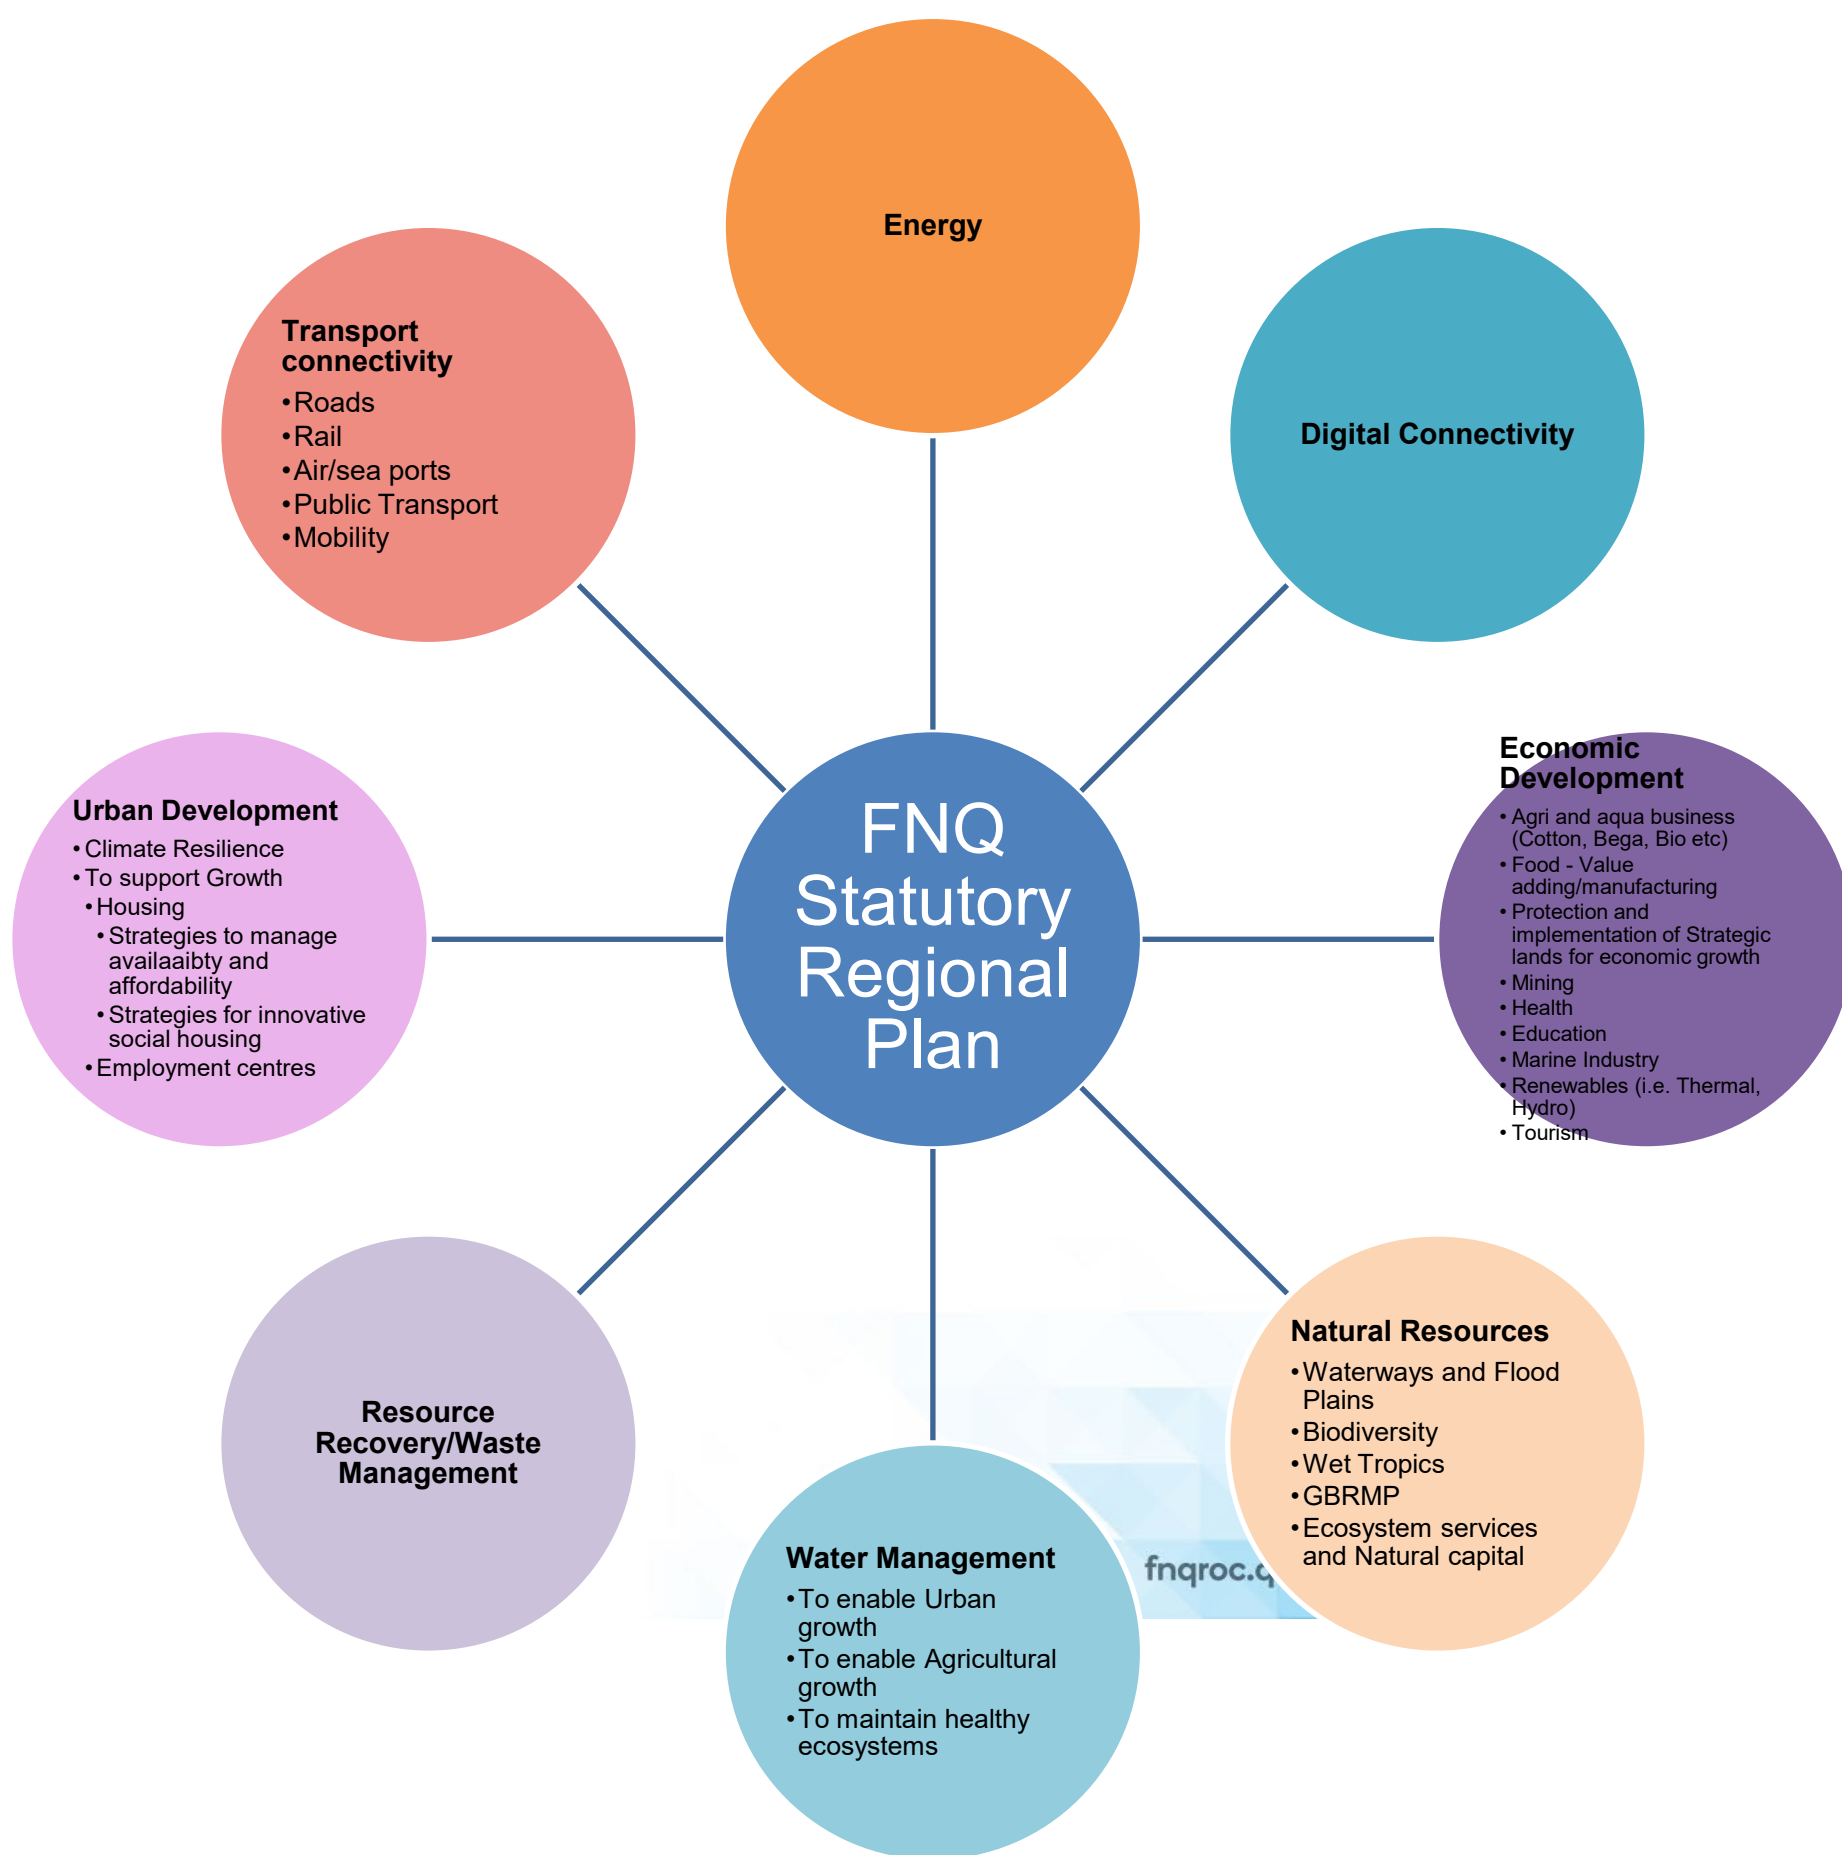 Energy
Digital Connectivity
Economic
Development
• Agri and aqua business
(Cotton, Bega, Bio etc)
• Food - Value
adding/manufacturing
• Protection and
implementation of Strategic
lands for economic growth
• Mining
• Health
• Education
• Marine Industry
• Renewables (i.e. Thermal,
Hydro)
• Tourism
Natural Resources
• Waterways and Flood
Plains
• Biodiversity
• Wet Tropics
• GBRMP
• Ecosystem services
and Natural capital
Water Management
• To enable Urban
growth
• To enable Agricultural
growth
• To maintain healthy
ecosystems
Resource
Recovery/Waste
Management
Urban Development
• Climate Resilience
• To support Growth
• Housing
• Strategies to manage
availaaibty and
affordability
• Strategies for innovative
social housing
• Employment centres
Transport
connectivity
• Roads
• Rail
• Air/sea ports
• Public Transport
• Mobility
FNQ
Statutory
Regional
Plan
fnqroc.q